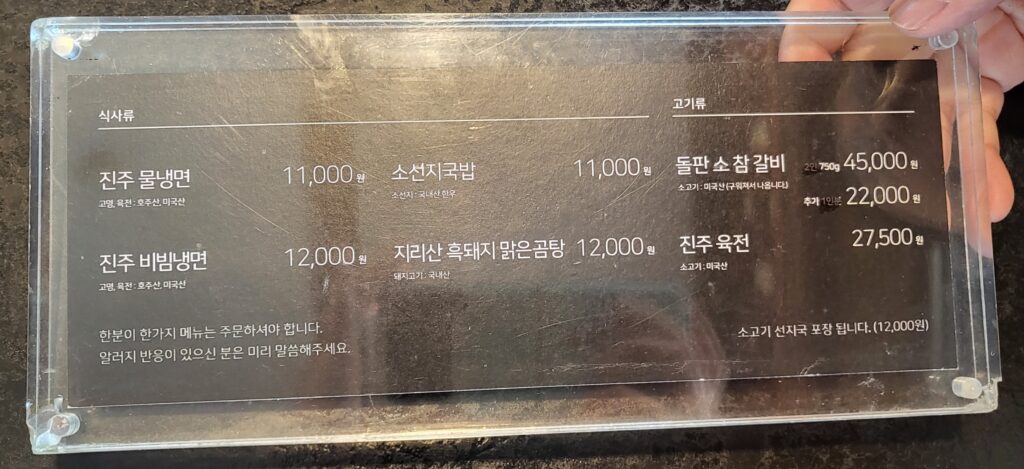 식사류
진주 물냉면 11,000 원
고명, 육전 : 호주산, 미국산
진주 비빔냉면 12,000 원
고명, 육전 : 호주산, 미국산
소선지국밥 11,000 원
소선지 : 국내산 한우
지리산 흑돼지 맑은곰탕 12,000 원
돼지고기 : 국내산
한분이 한가지 메뉴는 주문하셔야 합니다.
알러지 반응이 있으신 분은 미리 말씀해주세요.
고기류
돌판 소 참 갈비 2인 750g 45,000 원
소고기 : 미국산 (구워져서 나옵니다.)
추가 1인분 22,000 원
진주 육전 27,500 원
소고기 : 미국산
소고기 선지국 포장 됩니다. (12,000원)